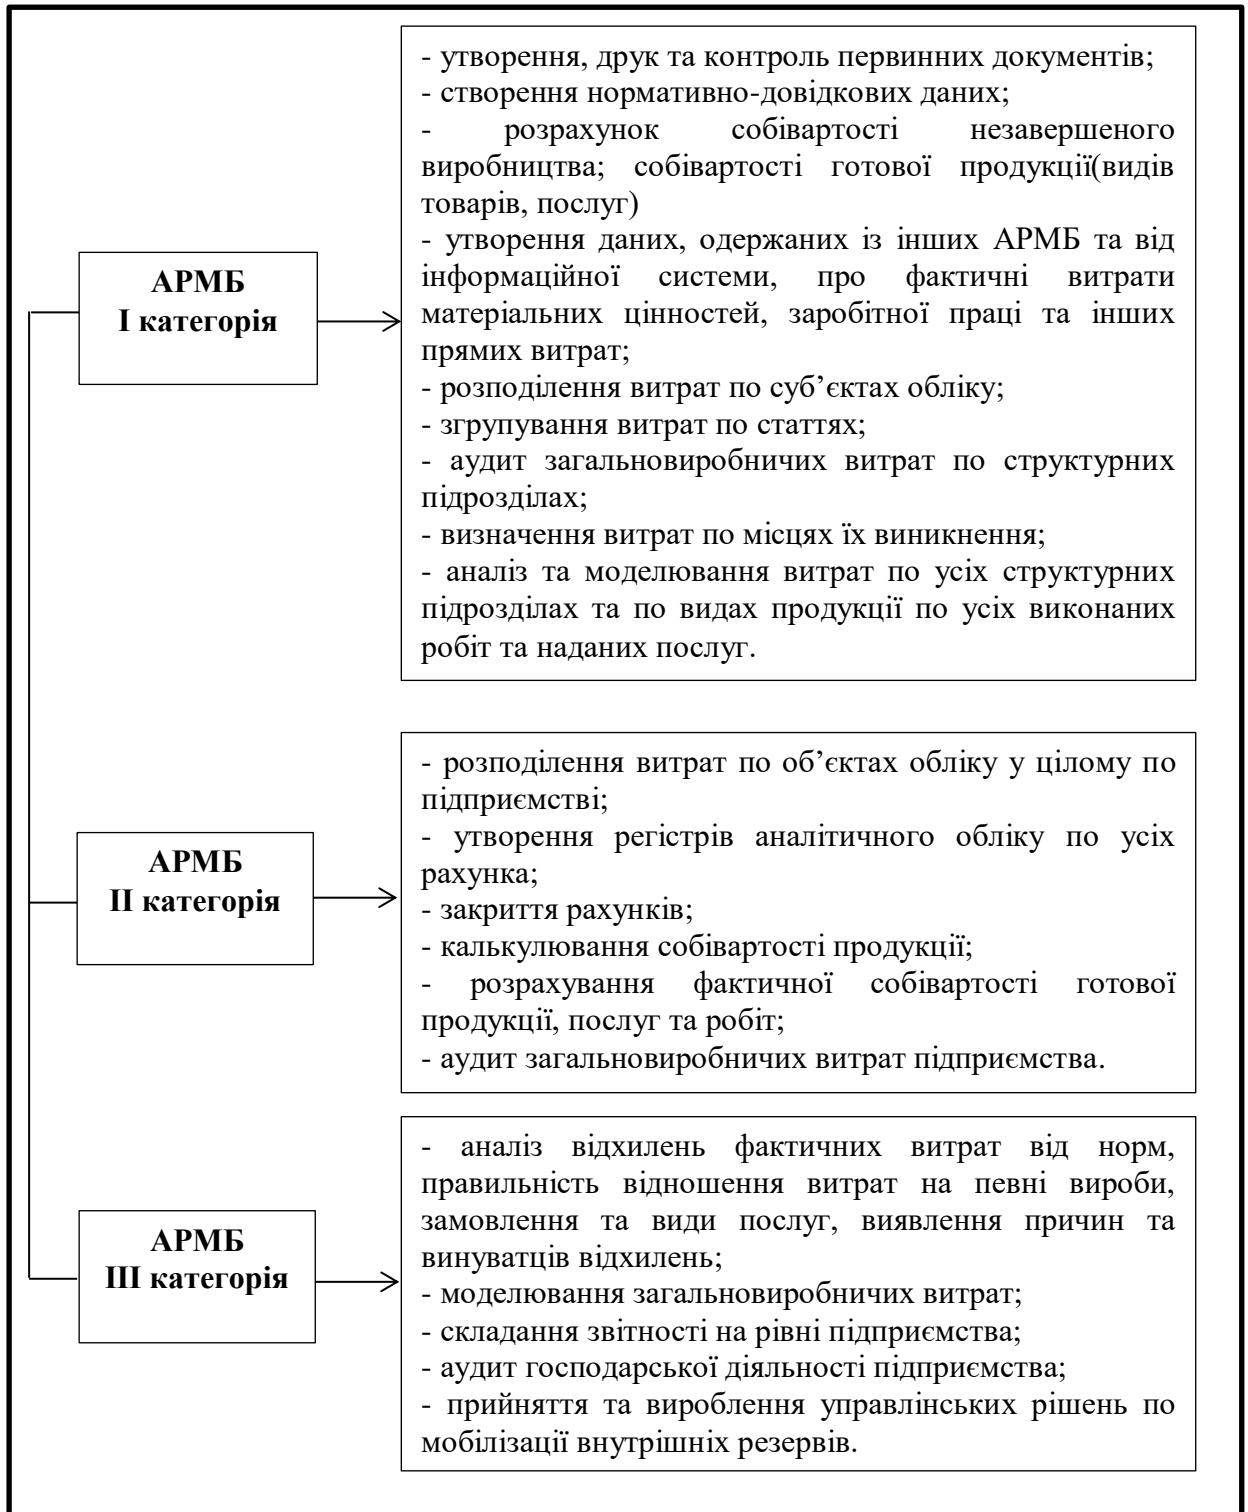 - утворення, друк та контроль первинних документів;
- створення нормативно-довідкових даних;
- розрахунок собівартості незавершеного
виробництва; собівартості готової продукції(видів
товарів, послуг)
- утворення даних, одержаних із інших АРМБ та від
інформаційної системи, про фактичні витрати
матеріальних цінностей, заробітної праці та інших
прямих витрат;
- розподілення витрат по суб’єктах обліку;
- згрупування витрат по статтях;
- аудит загальновиробничих витрат по структурних
підрозділах;
- визначення витрат по місцях їх виникнення;
- аналіз та моделювання витрат по усіх структурних
підрозділах та по видах продукції по усіх виконаних
робіт та наданих послуг.
АРМБ
І категорія
- розподілення витрат по об’єктах обліку у цілому по
підприємстві;
- утворення регістрів аналітичного обліку по усіх
рахунка;
- закриття рахунків;
- калькулювання собівартості продукції;
- розрахування фактичної собівартості готової
продукції, послуг та робіт;
- аудит загальновиробничих витрат підприємства.
АРМБ
ІІ категорія
- аналіз відхилень фактичних витрат від норм,
правильність відношення витрат на певні вироби,
замовлення та види послуг, виявлення причин та
винуватців відхилень;
- моделювання загальновиробничих витрат;
- складання звітності на рівні підприємства;
- аудит господарської діяльності підприємства;
- прийняття та вироблення управлінських рішень по
мобілізації внутрішніх резервів.
АРМБ
ІІІ категорія